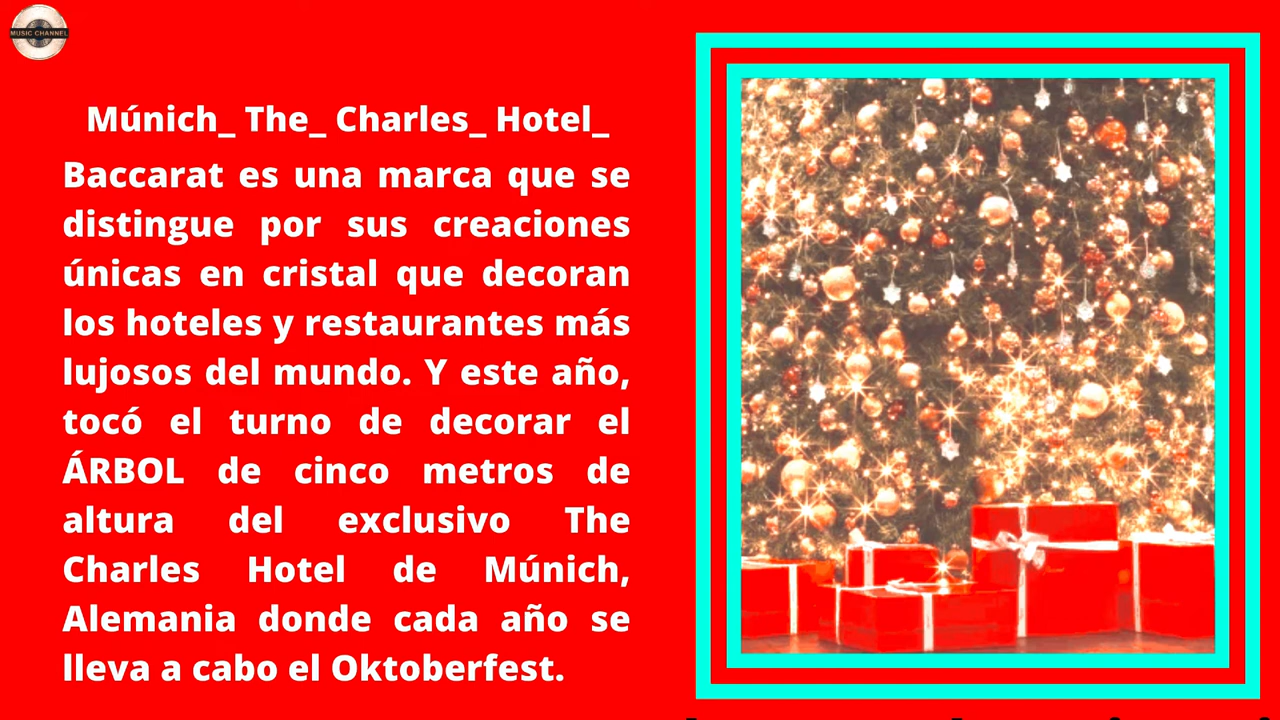 MUSIC CHANNEL
Múnich_ The_ Charles_ Hotel_
Baccarat es una marca que se
distingue por sus creaciones
únicas en cristal que decoran
los hoteles y restaurantes más
lujosos del mundo. Y este año,
tocó el turno de decorar el
ÁRBOL de cinco metros de
altura del exclusivo The
Charles Hotel de Múnich,
Alemania donde cada año se
lleva a cabo el Oktoberfest.